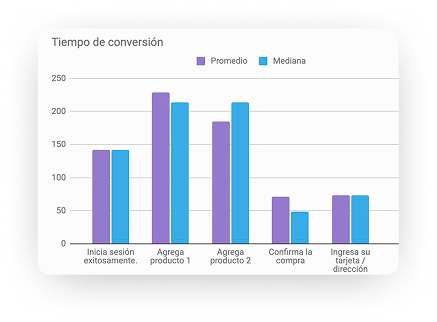 Tiempo de conversión
Promedio Mediana
250
200
150
100
50
0
Inicia sesión
exitosamente.
Agrega
producto 1
Agrega
producto 2
Confirma la
compra
Ingresa su
tarjeta /
dirección